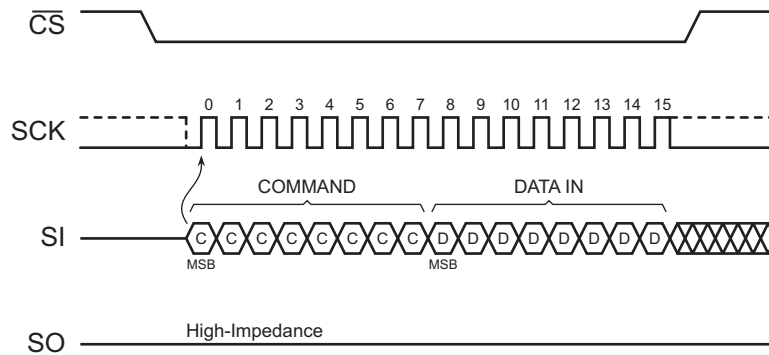 CS
0 1 2 3 4 5 6 7 8 9 10 11 12 13 14 15
SCK
COMMAND DATA IN
SI C C C C C C C C D D D D D D D D
MSB MSB
High-Impedance
SO